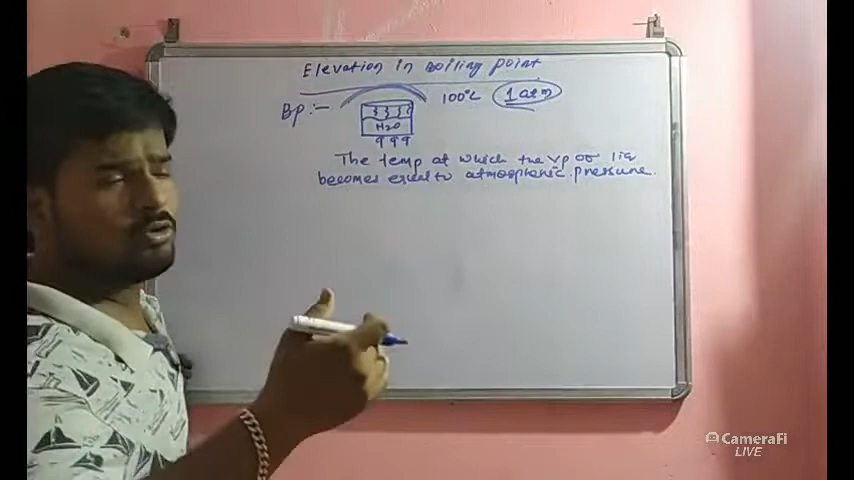 Elevation in Boiling point
BP:-
100°C
1 atm
H2O
The temp at which the VP of liq
becomes equal to atmospheric pressure.
CameraFi
LIVE